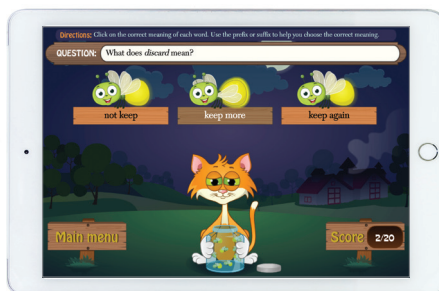 Directions: Click on the correct meaning of each word. Use the prefix or suffix to help you choose the correct meaning.
QUESTION: What does discard mean?
not keep
keep more
keep again
Main menu
Score 2/20